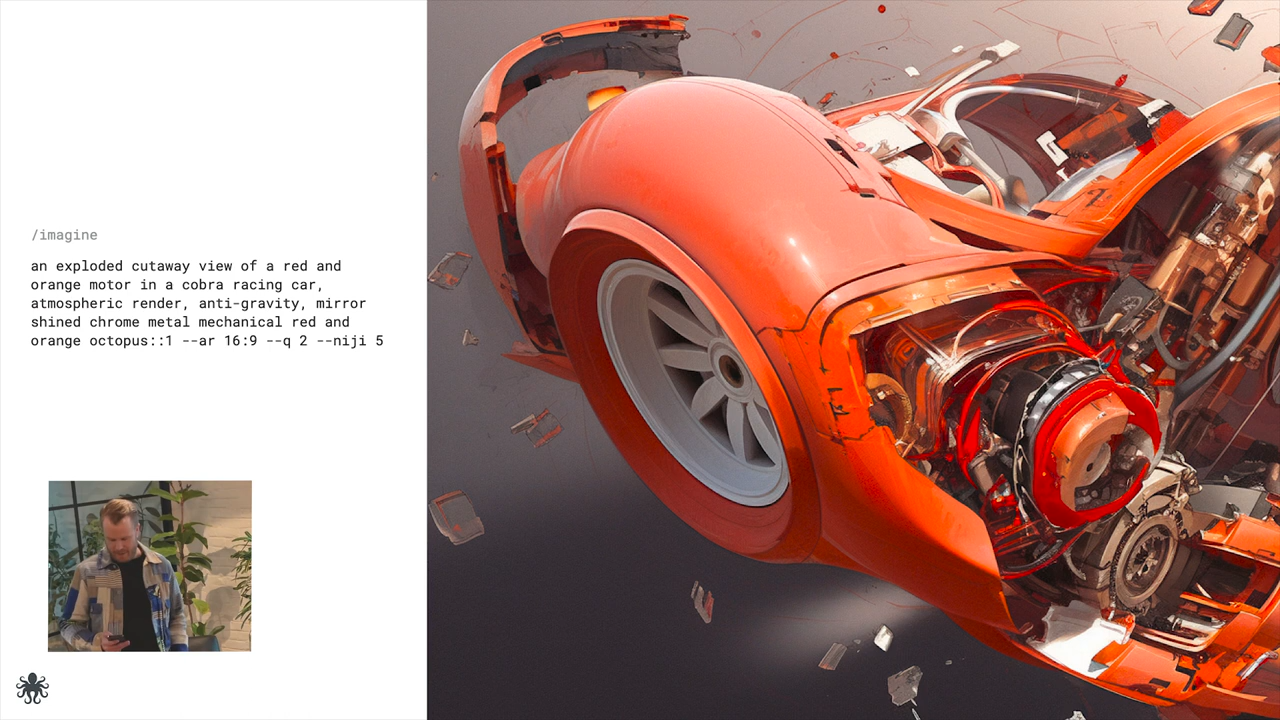 /imagine
an exploded cutaway view of a red and
orange motor in a cobra racing car,
atmospheric render, anti-gravity, mirror
shined chrome metal mechanical red and
orange octopus::1 --ar 16:9 --q 2 --niji 5